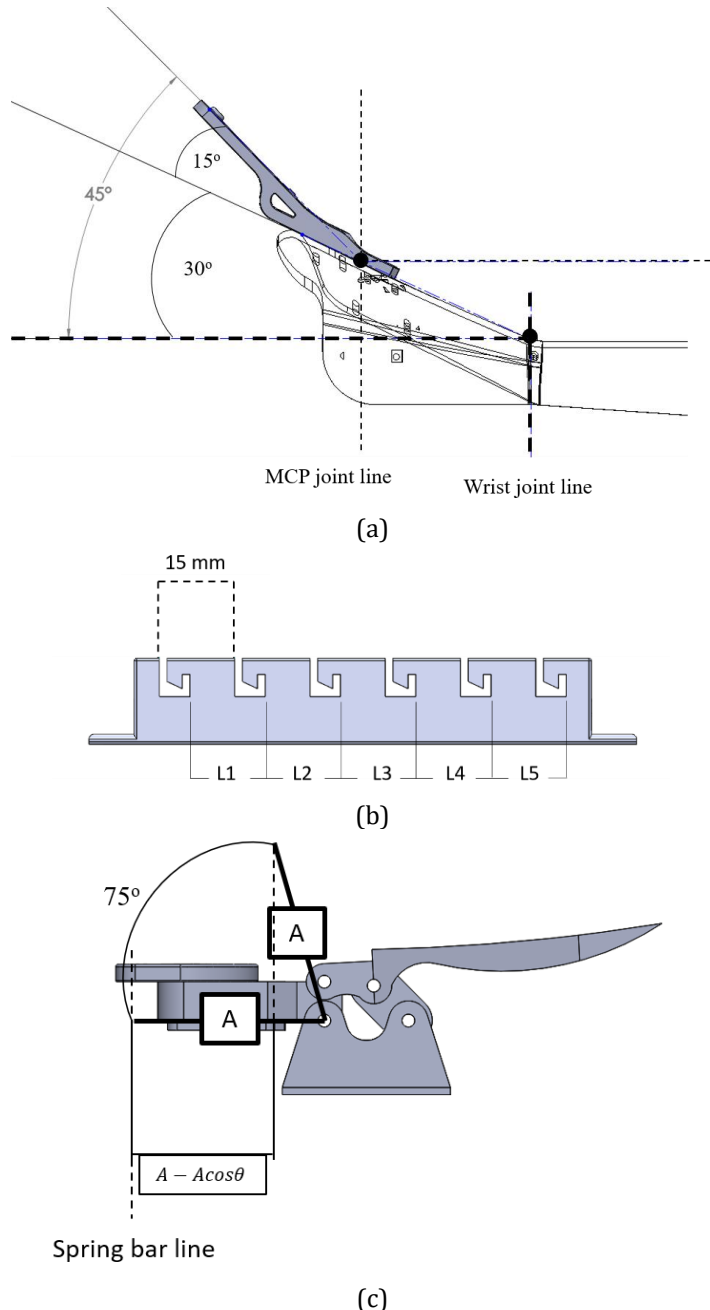 45°
15°
30°
MCP joint line
Wrist joint line
(a)
15 mm
L1 L2 L3 L4 L5
(b)
75°
A
A
A − Acosθ
Spring bar line
(c)